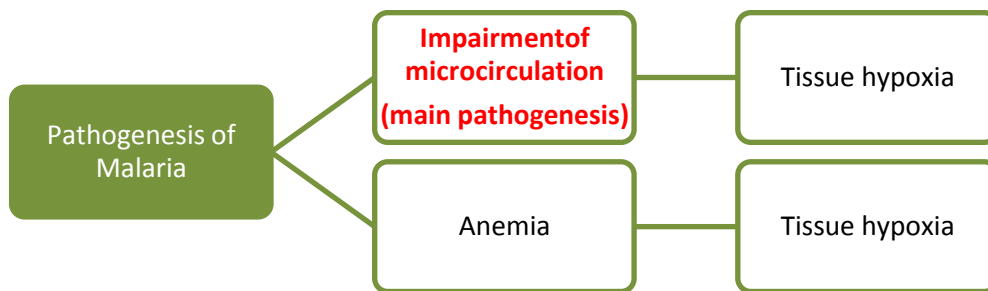 Pathogenesis of
Malaria
Impairmentof
microcirculation
(main pathogenesis)
Tissue hypoxia
Anemia
Tissue hypoxia